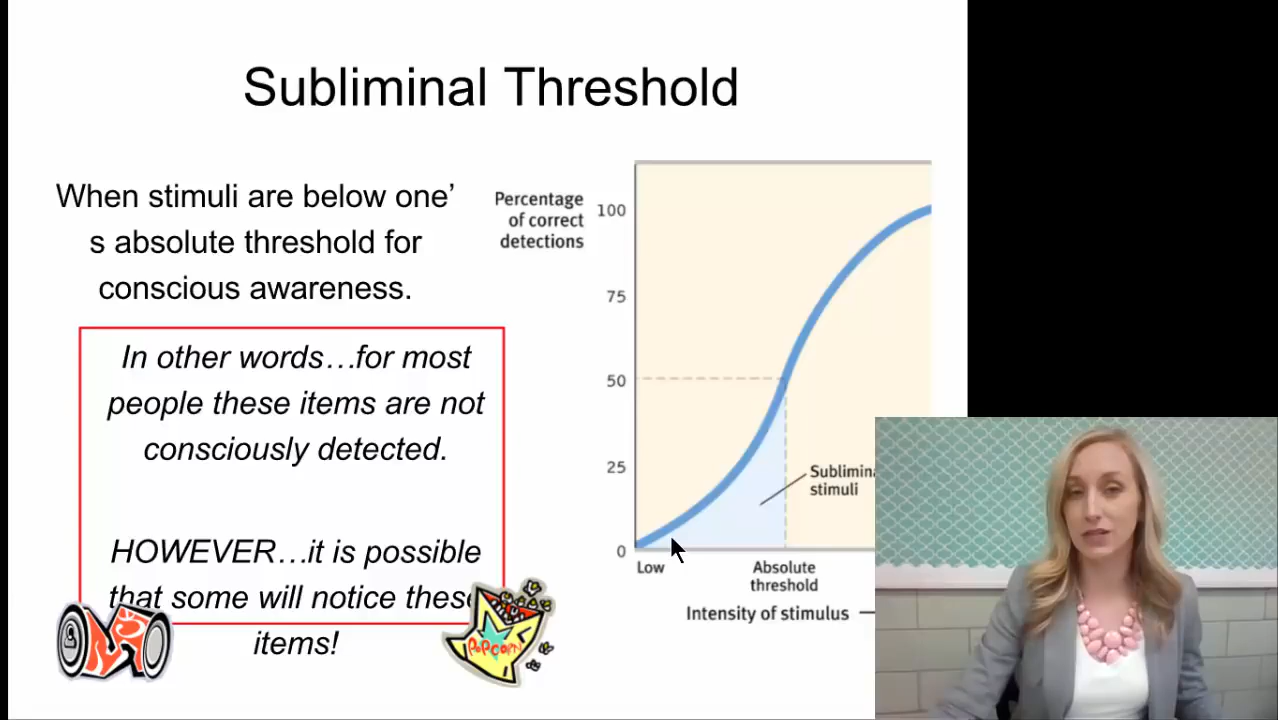 Subliminal Threshold
When stimuli are below one’
s absolute threshold for
conscious awareness.
In other words…for most
people these items are not
consciously detected.
HOWEVER…it is possible
that some will notice these
items!
POPCORN
Percentage
of correct
detections
100
75
50
25
0
Sublimina
stimuli
Low
Absolute
threshold
Intensity of stimulus